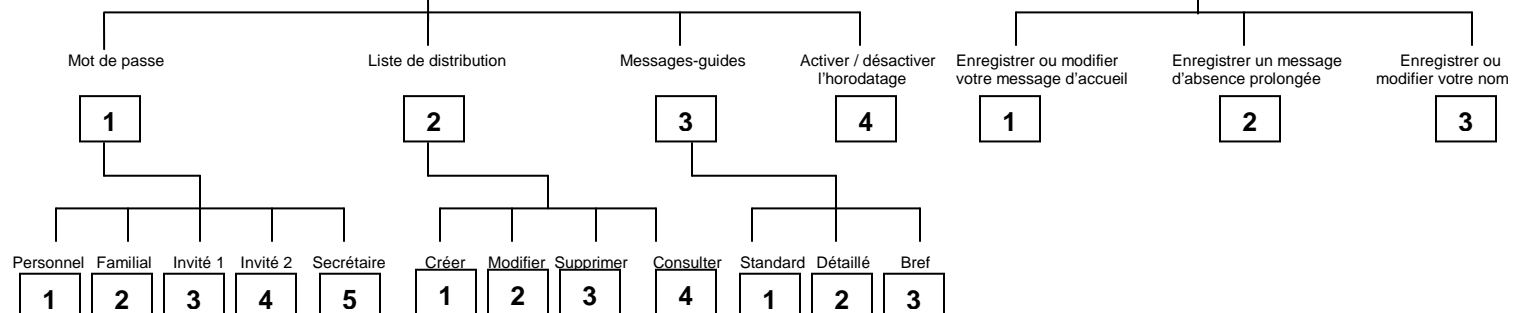 Mot de passe
Liste de distribution
Messages-guides
Activer / désactiver
l'horodatage
Enregistrer ou modifier
votre message d'accueil
Enregistrer un message
d'absence prolongée
Enregistrer ou
modifier votre nom
1
2
3
4
1
2
3
Personnel
Familial
Invité 1
Invité 2
Secrétaire
Créer
Modifier
Supprimer
Consulter
Standard
Détaillé
Bref
1
2
3
4
5
1
2
3
4
1
2
3